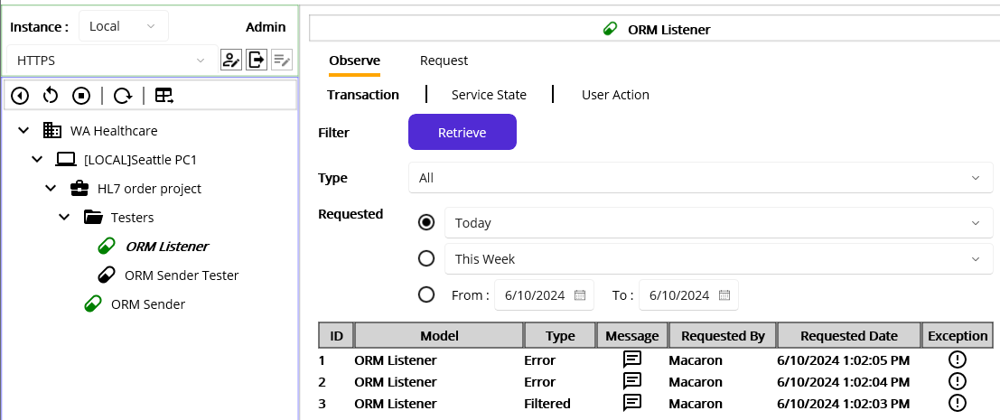 Instance : Local Admin
HTTPS
WA Healthcare
[LOCAL]Seattle PC1
HL7 order project
Testers
ORM Listener
ORM Sender Tester
ORM Sender
ORM Listener
Observe Request
Transaction Service State User Action
Filter Retrieve
Type All
Requested Today
This Week
From : 6/10/2024 To : 6/10/2024
ID Model Type Message Requested By Requested Date Exception
1 ORM Listener Error Macaron 6/10/2024 1:02:05 PM
2 ORM Listener Error Macaron 6/10/2024 1:02:04 PM
3 ORM Listener Filtered Macaron 6/10/2024 1:02:03 PM